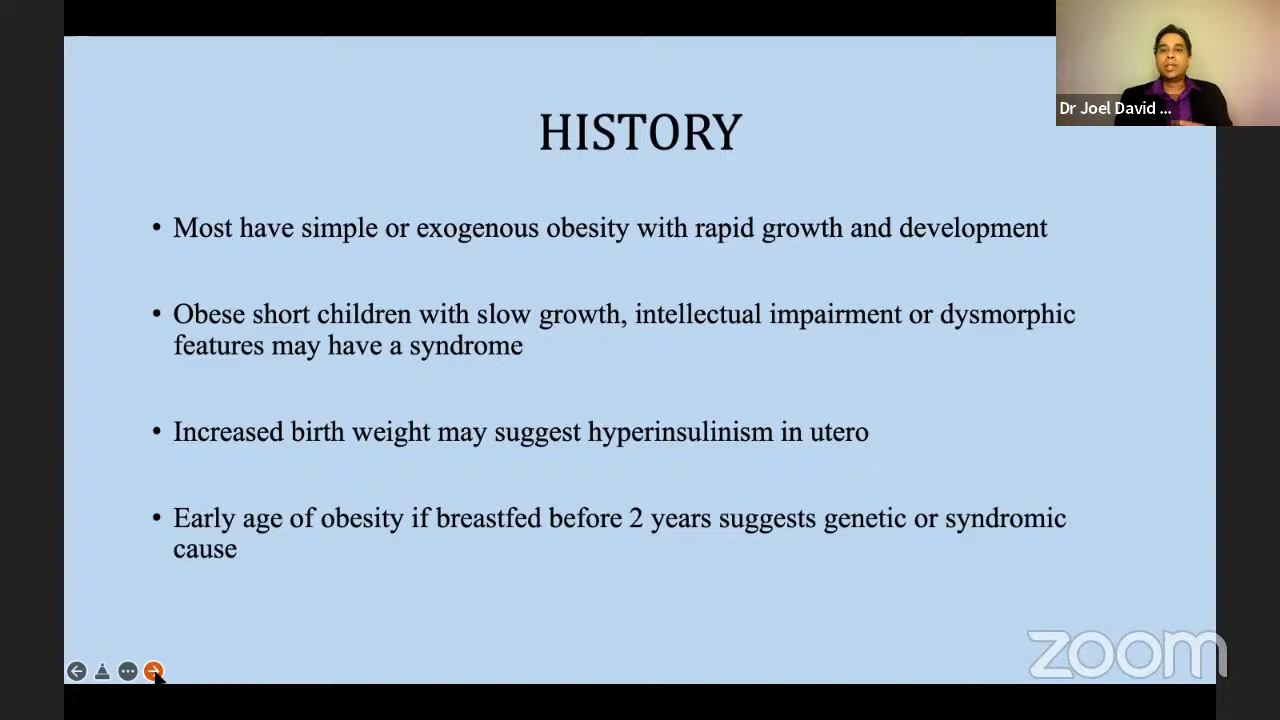 HISTORY
Dr Joel David ...
• Most have simple or exogenous obesity with rapid growth and development
• Obese short children with slow growth, intellectual impairment or dysmorphic
features may have a syndrome
• Increased birth weight may suggest hyperinsulinism in utero
• Early age of obesity if breastfed before 2 years suggests genetic or syndromic
cause
zoom